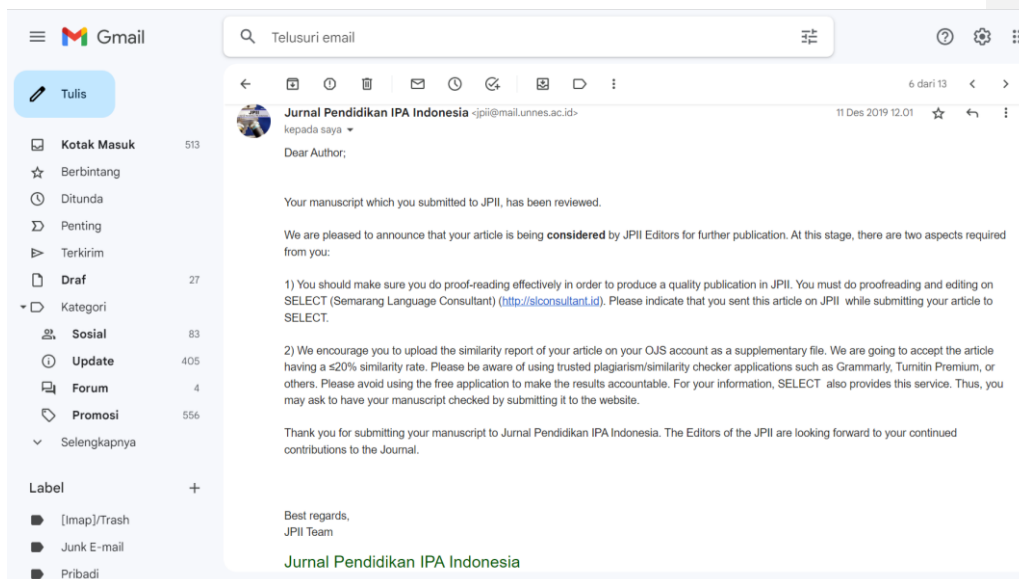 Gmail
Telusuri email
Tulis
6 dari 13
Jurnal Pendidikan IPA Indonesia <jpii@mail.unnes.ac.id>
11 Des 2019 12.01
kepada saya
Kotak Masuk 513
Berbintang
Ditunda
Penting
Terkirim
Draf 27
Kategori
Sosial 83
Update 405
Forum 4
Promosi 556
Selengkapnya
Label +
[Imap]/Trash
Junk E-mail
Pribadi
Dear Author;
Your manuscript which you submitted to JPII, has been reviewed.
We are pleased to announce that your article is being considered by JPII Editors for further publication. At this stage, there are two aspects required
from you:
1) You should make sure you do proof-reading effectively in order to produce a quality publication in JPII. You must do proofreading and editing on
SELECT (Semarang Language Consultant) (http://slconsultant.id). Please indicate that you sent this article on JPII while submitting your article to
SELECT.
2) We encourage you to upload the similarity report of your article on your OJS account as a supplementary file. We are going to accept the article
having a ≤20% similarity rate. Please be aware of using trusted plagiarism/similarity checker applications such as Grammarly, Turnitin Premium, or
others. Please avoid using the free application to make the results accountable. For your information, SELECT also provides this service. Thus, you
may ask to have your manuscript checked by submitting it to the website.
Thank you for submitting your manuscript to Jurnal Pendidikan IPA Indonesia. The Editors of the JPII are looking forward to your continued
contributions to the Journal.
Best regards,
JPII Team
Jurnal Pendidikan IPA Indonesia